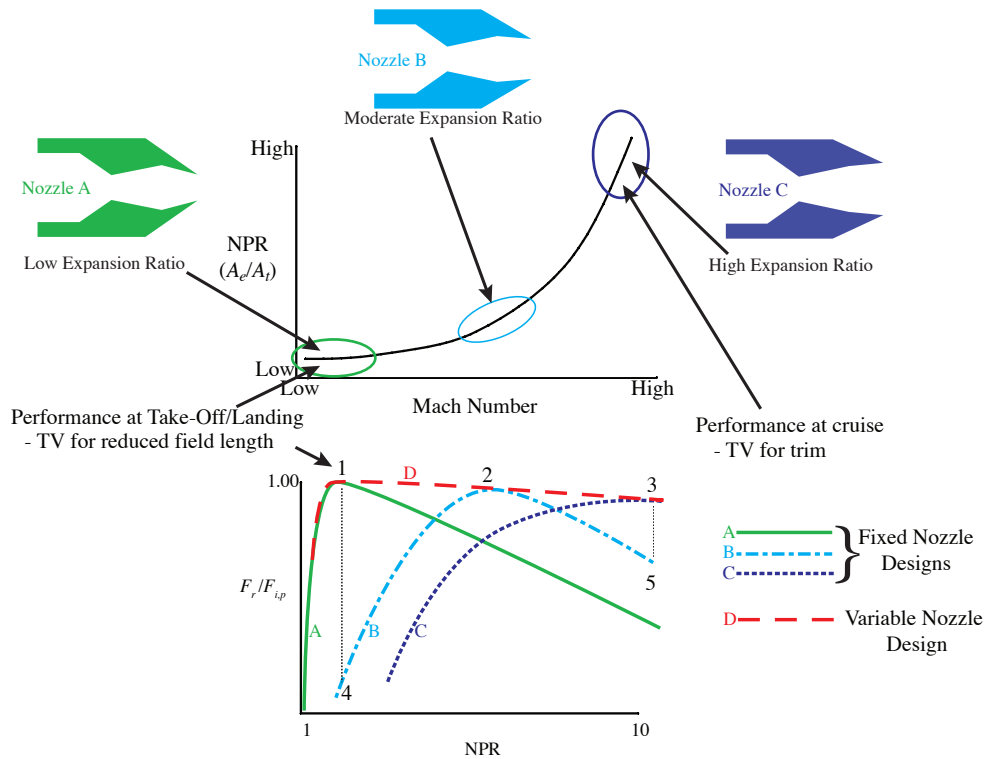 Nozzle B
Moderate Expansion Ratio
High
Nozzle A
Nozzle C
NPR
(Ae/At)
Low Expansion Ratio
High Expansion Ratio
Low
Low
High
Mach Number
Performance at Take-Off/Landing
- TV for reduced field length
Performance at cruise
- TV for trim
1
D
2
3
1.00
A
B
C
Fixed Nozzle
Designs
5
Fr/Fi,p
A
B
C
D
Variable Nozzle
Design
4
1
10
NPR